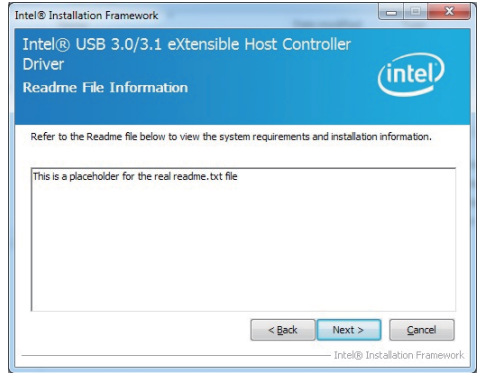 Intel® Installation Framework
Intel® USB 3.0/3.1 eXtensible Host Controller
Driver
Readme File Information
intel
Refer to the Readme file below to view the system requirements and installation information.
This is a placeholder for the real readme.txt file
< Back Next > Cancel
Intel® Installation Framework